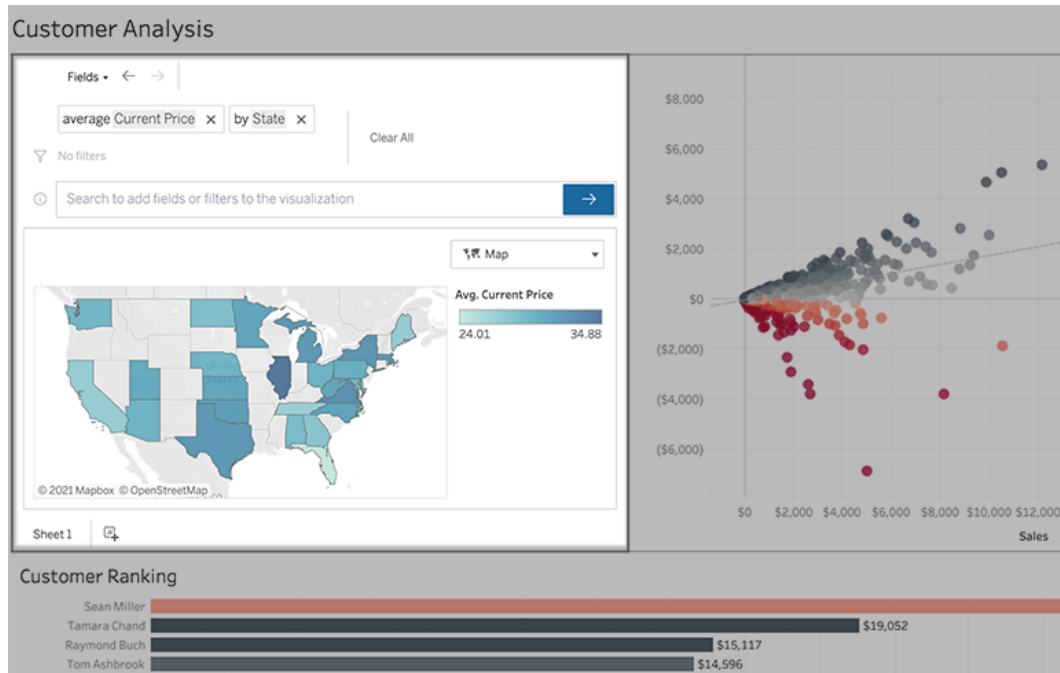 Customer Analysis
Fields
average Current Price ×
by State ×
Clear All
No filters
Search to add fields or filters to the visualization
Map
Avg. Current Price
24.01 34.88
United
States
© 2021 Mapbox © OpenStreetMap
Sheet 1
$8,000
$6,000
$4,000
$2,000
$0
($2,000)
($4,000)
($6,000)
$0 $2,000 $4,000 $6,000 $8,000 $10,000 $12,000
Sales
Customer Ranking
Sean Miller
Tamara Chand $19,052
Raymond Buch $15,117
Tom Ashbrook $14,596